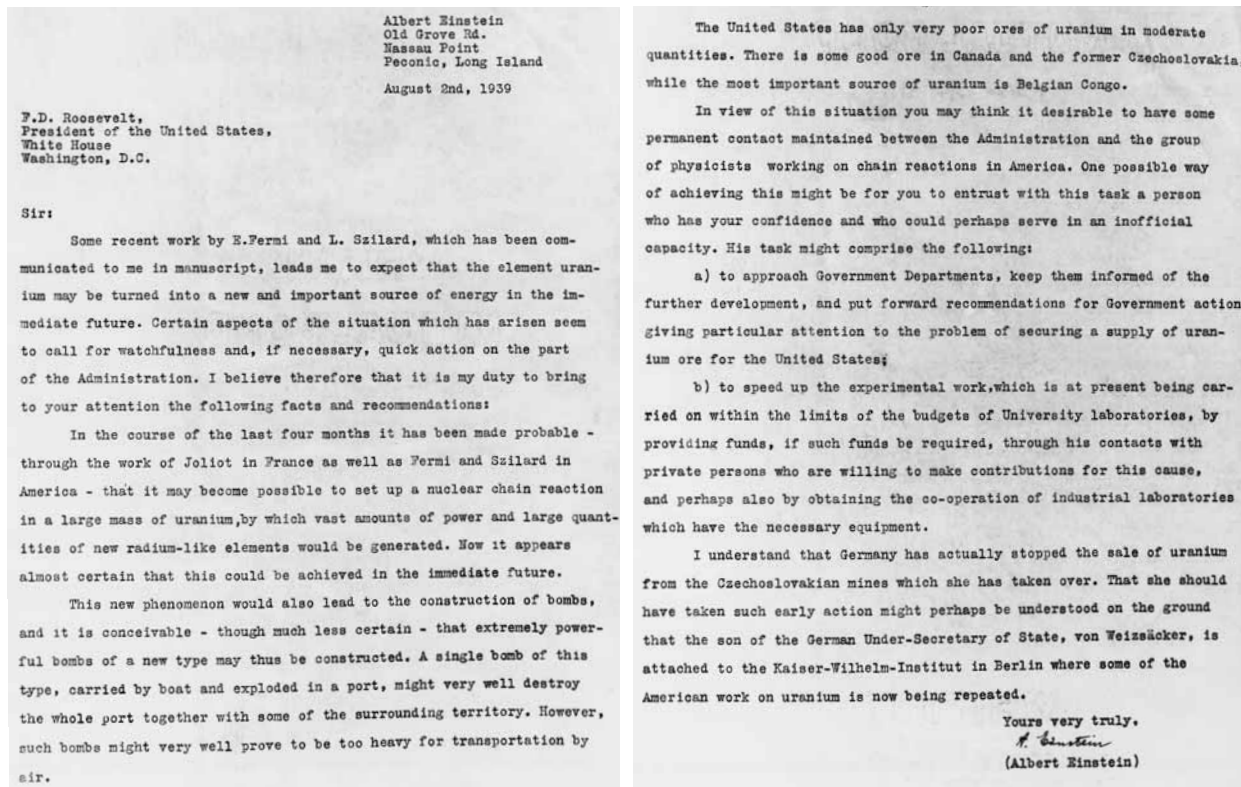 Albert Einstein
Old Grove Rd.
Nassau Point
Peconic, Long Island
August 2nd, 1939
F.D. Roosevelt,
President of the United States,
White House
Washington, D.C.
Sir:
Some recent work by E.Fermi and L. Szilard, which has been com-
municated to me in manuscript, leads me to expect that the element uran-
ium may be turned into a new and important source of energy in the im-
mediate future. Certain aspects of the situation which has arisen seem
to call for watchfulness and, if necessary, quick action on the part
of the Administration. I believe therefore that it is my duty to bring
to your attention the following facts and recommendations:
In the course of the last four months it has been made probable -
through the work of Joliot in France as well as Fermi and Szilard in
America - that it may become possible to set up a nuclear chain reaction
in a large mass of uranium,by which vast amounts of power and large quant-
ities of new radium-like elements would be generated. Now it appears
almost certain that this could be achieved in the immediate future.
This new phenomenon would also lead to the construction of bombs,
and it is conceivable - though much less certain - that extremely power-
ful bombs of a new type may thus be constructed. A single bomb of this
type, carried by boat and exploded in a port, might very well destroy
the whole port together with some of the surrounding territory. However,
such bombs might very well prove to be too heavy for transportation by
air.
The United States has only very poor ores of uranium in moderate
quantities. There is some good ore in Canada and the former Czechoslovakia
while the most important source of uranium is Belgian Congo.
In view of this situation you may think it desirable to have some
permanent contact maintained between the Administration and the group
of physicists working on chain reactions in America. One possible way
of achieving this might be for you to entrust with this task a person
who has your confidence and who could perhaps serve in an inofficial
capacity. His task might comprise the following:
a) to approach Government Departments, keep them informed of the
further development, and put forward recommendations for Government action
giving particular attention to the problem of securing a supply of uran-
ium ore for the United States;
b) to speed up the experimental work,which is at present being car-
ried on within the limits of the budgets of University laboratories, by
providing funds, if such funds be required, through his contacts with
private persons who are willing to make contributions for this cause,
and perhaps also by obtaining the co-operation of industrial laboratories
which have the necessary equipment.
I understand that Germany has actually stopped the sale of uranium
from the Czechoslovakian mines which she has taken over. That she should
have taken such early action might perhaps be understood on the ground
that the son of the German Under-Secretary of State, von Weizsäcker, is
attached to the Kaiser-Wilhelm-Institut in Berlin where some of the
American work on uranium is now being repeated.
Yours very truly,
A. Einstein
(Albert Einstein)